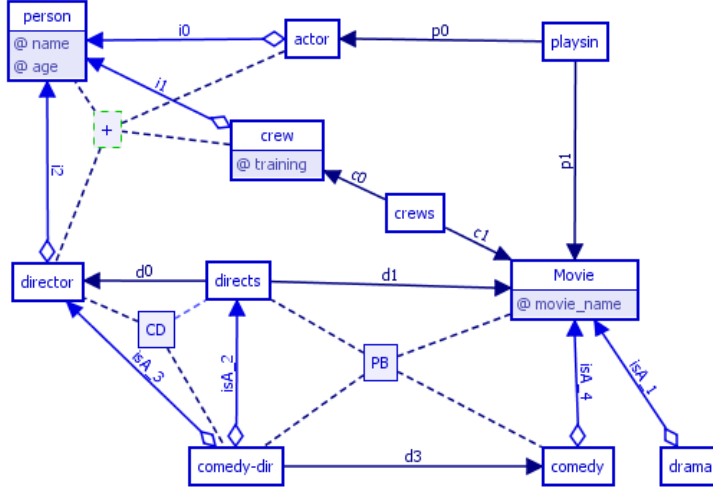 person
@ name
@ age
i0
actor
p0
playsin
i1
+
crew
@ training
i2
c0
crews
c1
p1
director
d0
directs
d1
Movie
@ movie_name
CD
isA_3
isA_2
PB
isA_4
isA_1
comedy-dir
d3
comedy
drama